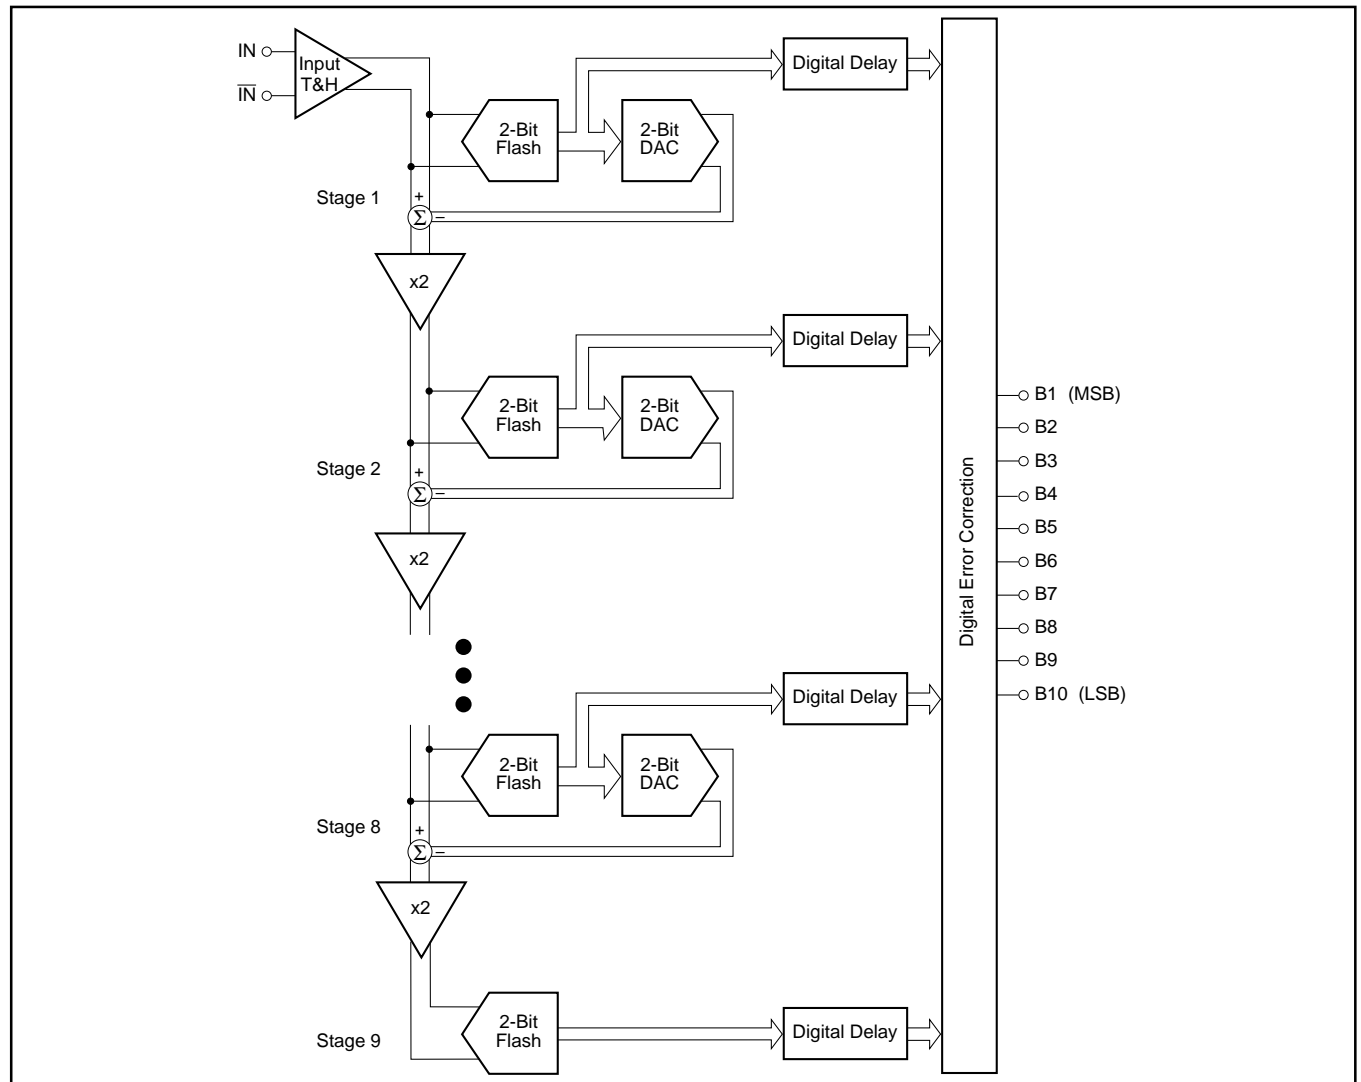 IN
Input
T&H
I̅N̅
2-Bit
Flash
2-Bit
DAC
Digital Delay
Stage 1
+
Σ
–
x2
2-Bit
Flash
2-Bit
DAC
Digital Delay
Stage 2
+
Σ
–
x2
2-Bit
Flash
2-Bit
DAC
Digital Delay
Stage 8
+
Σ
–
x2
2-Bit
Flash
Digital Delay
Stage 9
Digital Error Correction
B1 (MSB)
B2
B3
B4
B5
B6
B7
B8
B9
B10 (LSB)